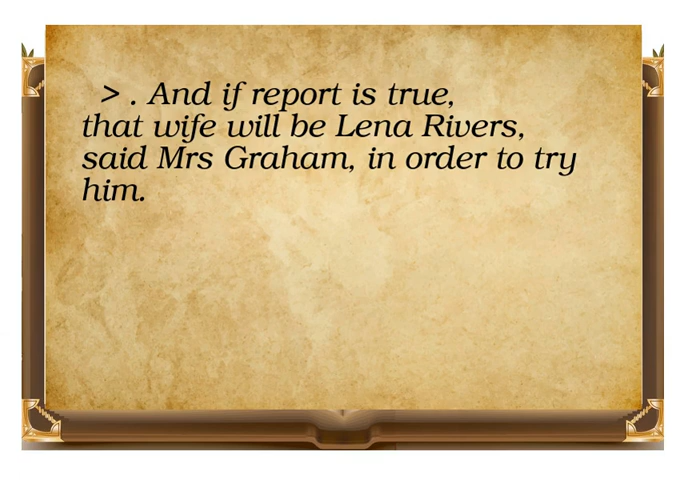 > . And if report is true,
that wife will be Lena Rivers,
said Mrs Graham, in order to try
him.